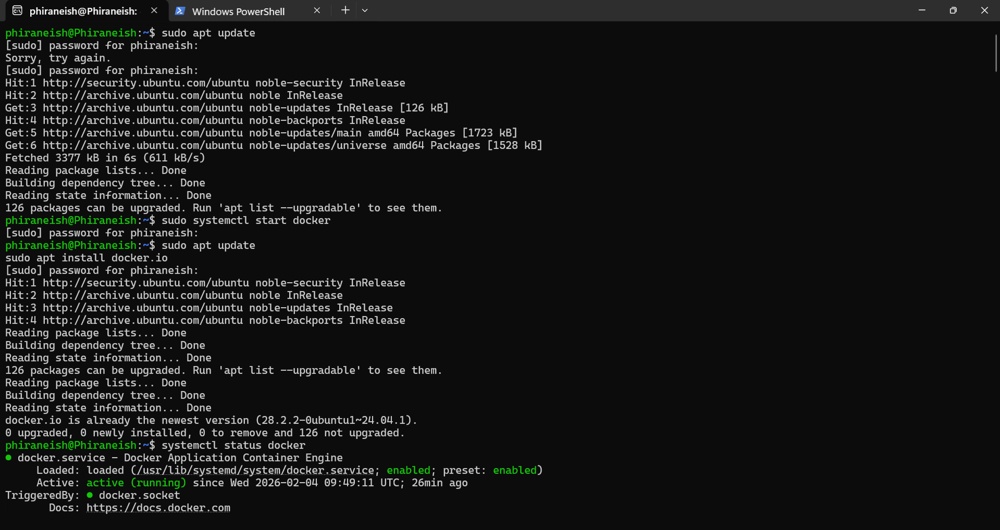 phiraneish@Phiraneish:
Windows PowerShell
phiraneish@Phiraneish:~$ sudo apt update
[sudo] password for phiraneish:
Sorry, try again.
[sudo] password for phiraneish:
Hit:1 http://security.ubuntu.com/ubuntu noble-security InRelease
Hit:2 http://archive.ubuntu.com/ubuntu noble InRelease
Get:3 http://archive.ubuntu.com/ubuntu noble-updates InRelease [126 kB]
Hit:4 http://archive.ubuntu.com/ubuntu noble-backports InRelease
Get:5 http://archive.ubuntu.com/ubuntu noble-updates/main amd64 Packages [1723 kB]
Get:6 http://archive.ubuntu.com/ubuntu noble-updates/universe amd64 Packages [1528 kB]
Fetched 3377 kB in 6s (611 kB/s)
Reading package lists... Done
Building dependency tree... Done
Reading state information... Done
126 packages can be upgraded. Run 'apt list --upgradable' to see them.
phiraneish@Phiraneish:~$ sudo systemctl start docker
[sudo] password for phiraneish:
phiraneish@Phiraneish:~$ sudo apt update
sudo apt install docker.io
[sudo] password for phiraneish:
Hit:1 http://security.ubuntu.com/ubuntu noble-security InRelease
Hit:2 http://archive.ubuntu.com/ubuntu noble InRelease
Hit:3 http://archive.ubuntu.com/ubuntu noble-updates InRelease
Hit:4 http://archive.ubuntu.com/ubuntu noble-backports InRelease
Reading package lists... Done
Building dependency tree... Done
Reading state information... Done
126 packages can be upgraded. Run 'apt list --upgradable' to see them.
Reading package lists... Done
Building dependency tree... Done
Reading state information... Done
docker.io is already the newest version (28.2.2-0ubuntu1~24.04.1).
0 upgraded, 0 newly installed, 0 to remove and 126 not upgraded.
phiraneish@Phiraneish:~$ systemctl status docker
● docker.service - Docker Application Container Engine
Loaded: loaded (/usr/lib/systemd/system/docker.service; enabled; preset: enabled)
Active: active (running) since Wed 2026-02-04 09:49:11 UTC; 26min ago
TriggeredBy: ● docker.socket
Docs: https://docs.docker.com